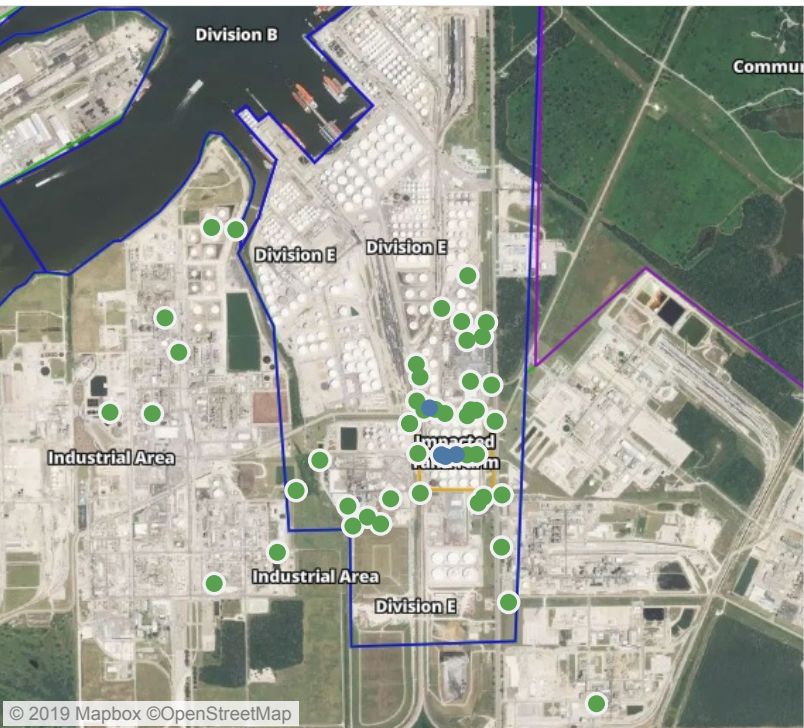 Division B
Commu
Division E
Division E
Impacted
Industrial Area
Industrial Area
Division E
© 2019 Mapbox ©OpenStreetMap